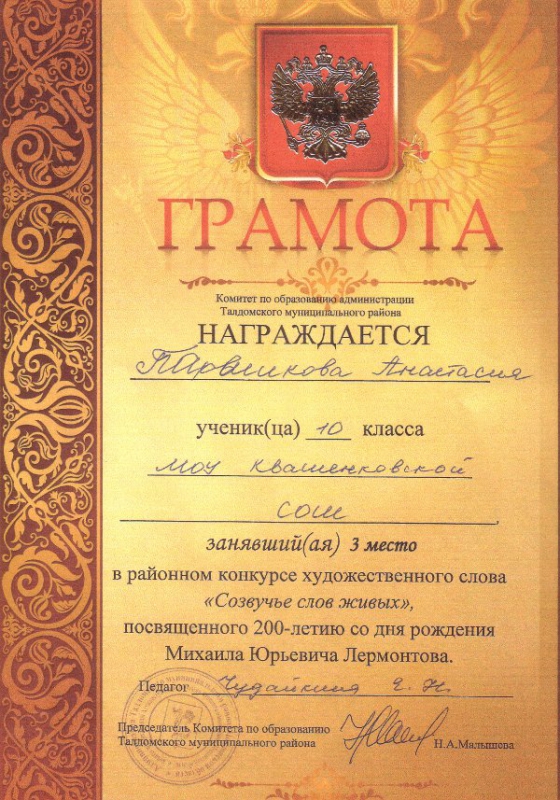 ГРАМОТА
Комитет по образованию администрации
Талдомского муниципального района
НАГРАЖДАЕТСЯ
Анастасия
ученик(ца) 10 класса
МОУ Квашенковской
СОШ
занявший(ая) 3 место
в районном конкурсе художественного слова
«Созвучье слов живых»,
посвященного 200-летию со дня рождения
Михаила Юрьевича Лермонтова.
Педагог Чудайкина Е. Н.
Председатель Комитета по образованию
Талдомского муниципального района Н.А.Малышева